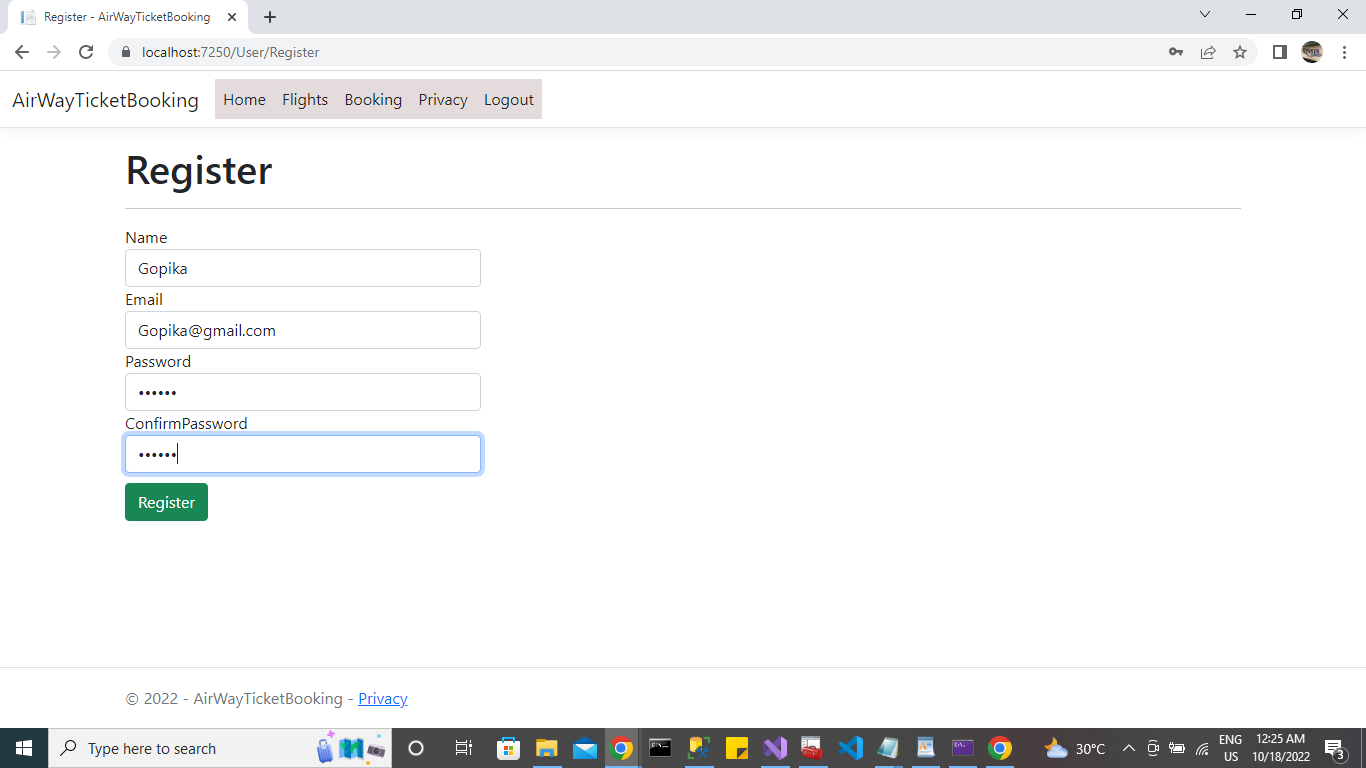 Register - AirWayTicketBooking
localhost:7250/User/Register
AirWayTicketBooking Home Flights Booking Privacy Logout
Register
Name
Gopika
Email
Gopika@gmail.com
Password
••••••
ConfirmPassword
••••••
Register
© 2022 - AirWayTicketBooking - Privacy
Type here to search
30°C
ENG
US
12:25 AM
10/18/2022
3